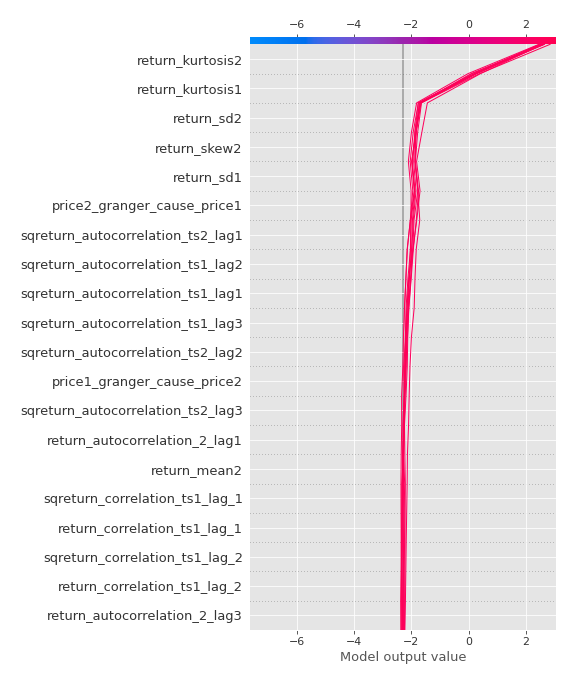 −6 −4 −2 0 2
return_kurtosis2
return_kurtosis1
return_sd2
return_skew2
return_sd1
price2_granger_cause_price1
sqreturn_autocorrelation_ts2_lag1
sqreturn_autocorrelation_ts1_lag2
sqreturn_autocorrelation_ts1_lag1
sqreturn_autocorrelation_ts1_lag3
sqreturn_autocorrelation_ts2_lag2
price1_granger_cause_price2
sqreturn_autocorrelation_ts2_lag3
return_autocorrelation_2_lag1
return_mean2
sqreturn_correlation_ts1_lag_1
return_correlation_ts1_lag_1
sqreturn_correlation_ts1_lag_2
return_correlation_ts1_lag_2
return_autocorrelation_2_lag3
−6 −4 −2 0 2
Model output value